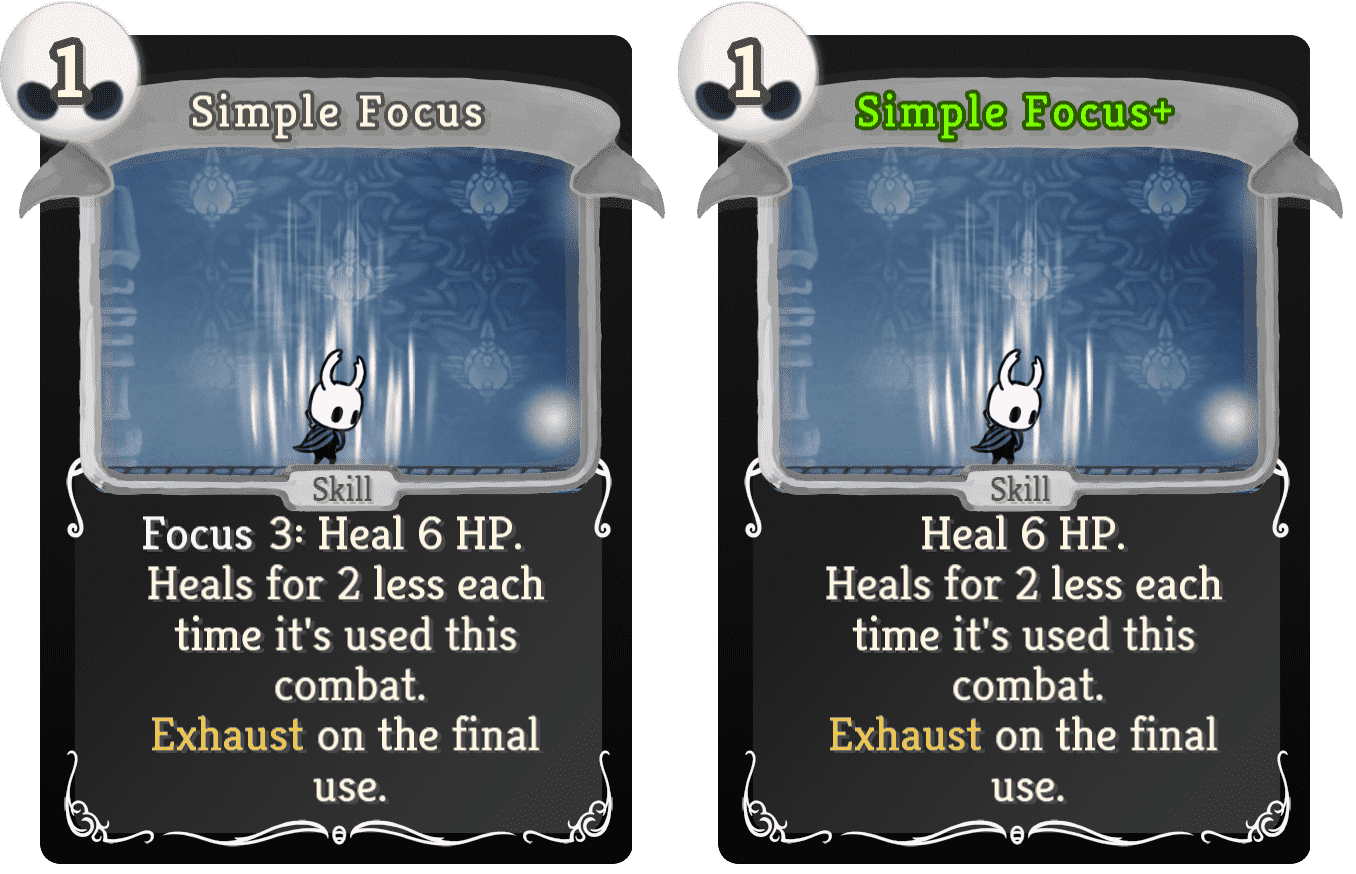 1
Simple Focus
Skill
Focus 3: Heal 6 HP.
Heals for 2 less each
time it's used this
combat.
Exhaust on the final
use.
1
Simple Focus+
Skill
Heal 6 HP.
Heals for 2 less each
time it's used this
combat.
Exhaust on the final
use.